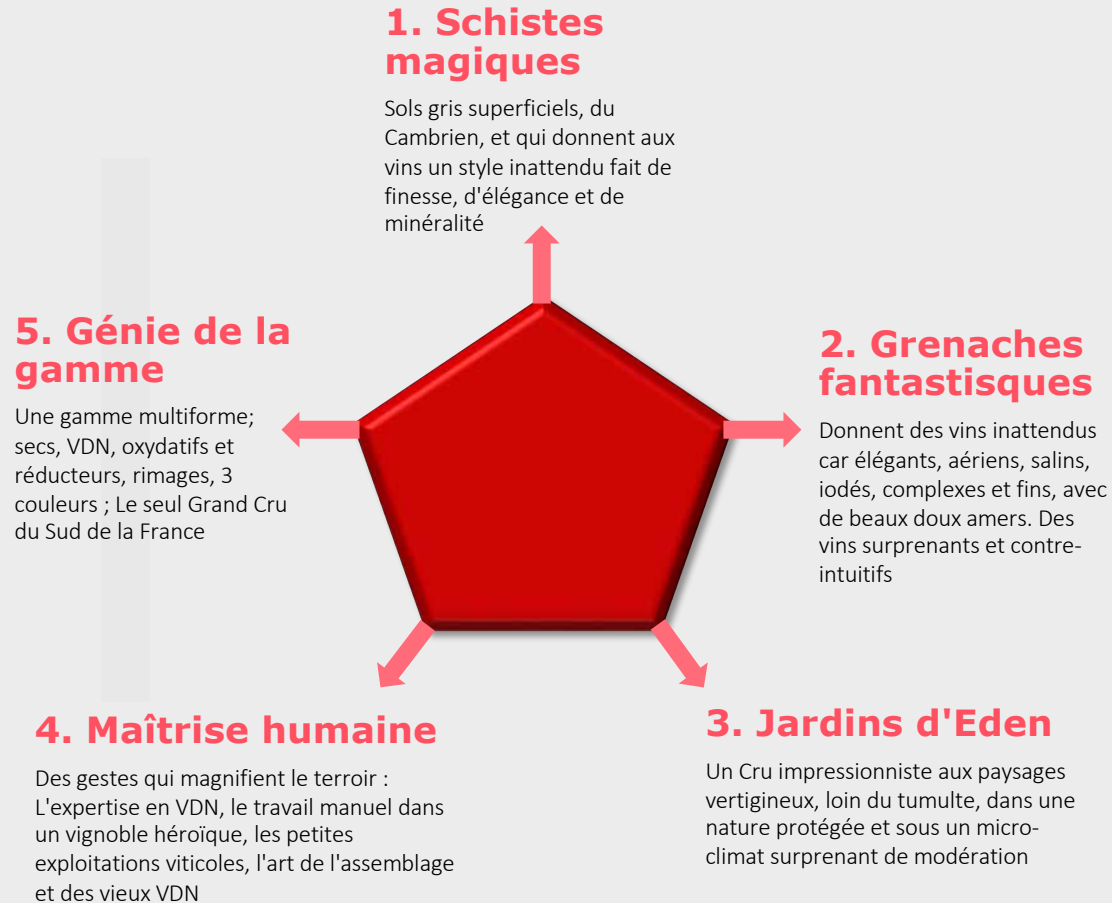 1. Schistes
magiques
Sols gris superficiels, du
Cambrien, et qui donnent aux
vins un style inattendu fait de
finesse, d'élégance et de
minéralité
2. Grenaches
fantastisques
Donnent des vins inattendus
car élégants, aériens, salins,
iodés, complexes et fins, avec
de beaux doux amers. Des
vins surprenants et contre-
intuitifs
3. Jardins d'Eden
Un Cru impressionniste aux paysages
vertigineux, loin du tumulte, dans une
nature protégée et sous un micro-
climat surprenant de modération
4. Maîtrise humaine
Des gestes qui magnifient le terroir :
L'expertise en VDN, le travail manuel dans
un vignoble héroïque, les petites
exploitations viticoles, l'art de l'assemblage
et des vieux VDN
5. Génie de la
gamme
Une gamme multiforme;
secs, VDN, oxydatifs et
réducteurs, rimages, 3
couleurs ; Le seul Grand Cru
du Sud de la France